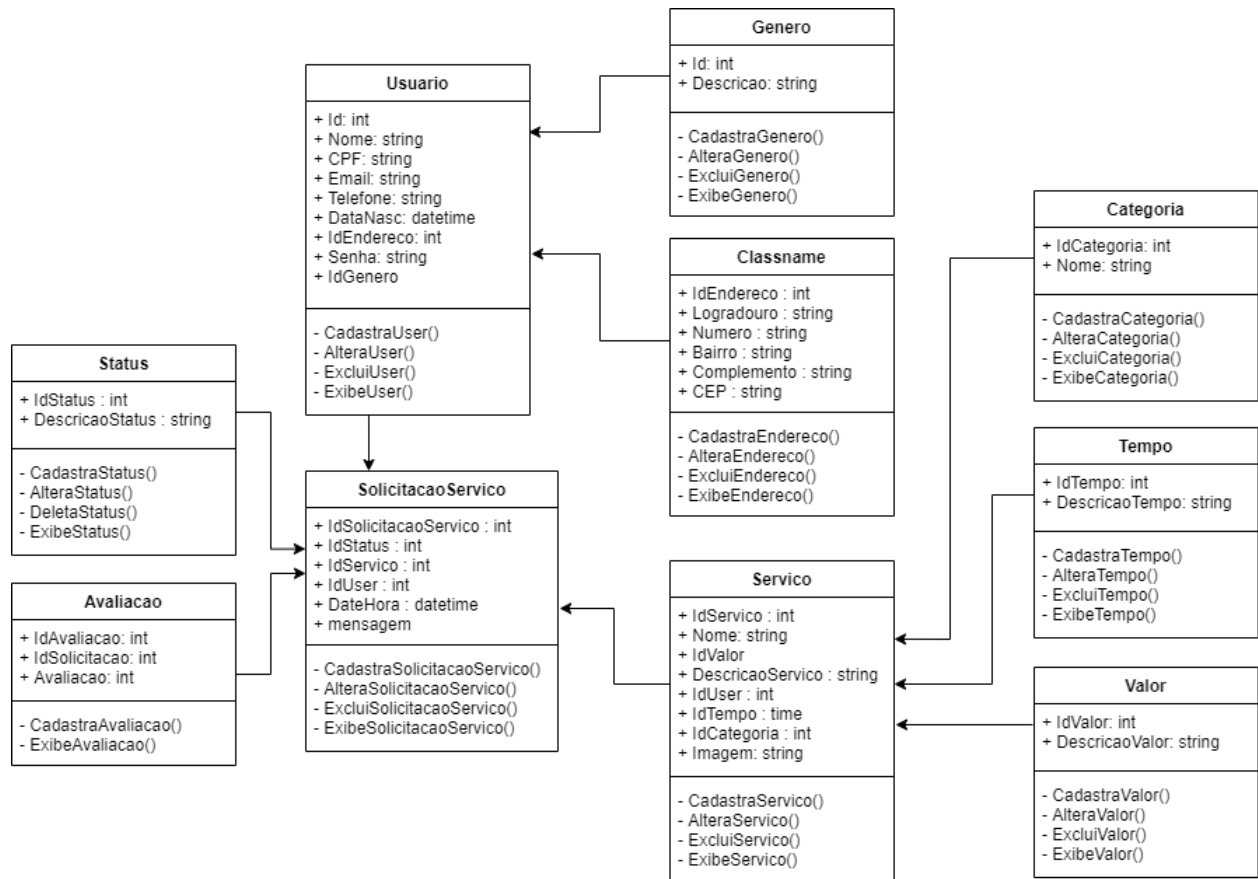 Genero
+ Id: int
+ Descricao: string
- CadastraGenero()
- AlteraGenero()
- ExcluiGenero()
- ExibeGenero()
Usuario
+ Id: int
+ Nome: string
+ CPF: string
+ Email: string
+ Telefone: string
+ DataNasc: datetime
+ IdEndereco: int
+ Senha: string
+ IdGenero
- CadastraUser()
- AlteraUser()
- ExcluiUser()
- ExibeUser()
Classname
+ IdEndereco : int
+ Logradouro : string
+ Numero : string
+ Bairro : string
+ Complemento : string
+ CEP : string
- CadastraEndereco()
- AlteraEndereco()
- ExcluiEndereco()
- ExibeEndereco()
Categoria
+ IdCategoria: int
+ Nome: string
- CadastraCategoria()
- AlteraCategoria()
- ExcluiCategoria()
- ExibeCategoria()
Status
+ IdStatus : int
+ DescricaoStatus : string
- CadastraStatus()
- AlteraStatus()
- DeletaStatus()
- ExibeStatus()
SolicitacaoServico
+ IdSolicitacaoServico : int
+ IdStatus : int
+ IdServico : int
+ IdUser : int
+ DateHora : datetime
+ mensagem
- CadastraSolicitacaoServico()
- AlteraSolicitacaoServico()
- ExcluiSolicitacaoServico()
- ExibeSolicitacaoServico()
Tempo
+ IdTempo: int
+ DescricaoTempo: string
- CadastraTempo()
- AlteraTempo()
- ExcluiTempo()
- ExibeTempo()
Avaliacao
+ IdAvaliacao: int
+ IdSolicitacao: int
+ Avaliacao: int
- CadastraAvaliacao()
- ExibeAvaliacao()
Servico
+ IdServico : int
+ Nome: string
+ IdValor
+ DescricaoServico : string
+ IdUser : int
+ IdTempo : time
+ IdCategoria : int
+ Imagem: string
- CadastraServico()
- AlteraServico()
- ExcluiServico()
- ExibeServico()
Valor
+ IdValor: int
+ DescricaoValor: string
- CadastraValor()
- AlteraValor()
- ExcluiValor()
- ExibeValor()